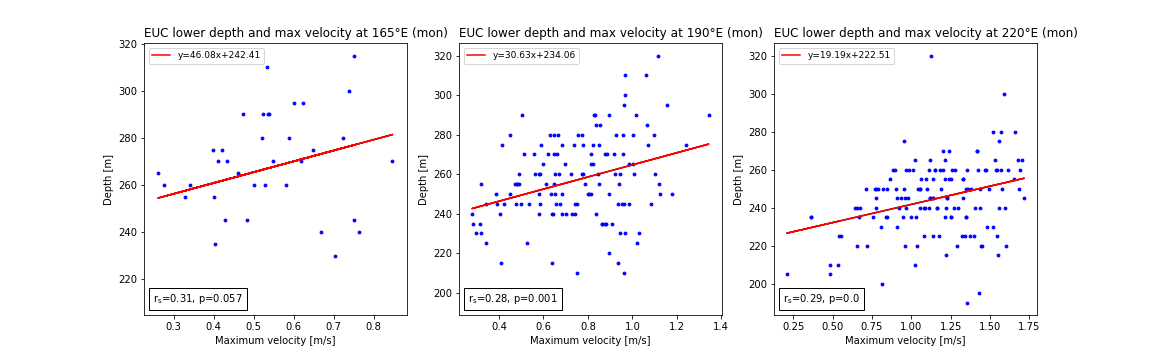 EUC lower depth and max velocity at 165°E (mon)
y=46.08x+242.41
320
300
280
260
240
220
Depth [m]
rs=0.31, p=0.057
0.3 0.4 0.5 0.6 0.7 0.8
Maximum velocity [m/s]
EUC lower depth and max velocity at 190°E (mon)
y=30.63x+234.06
320
300
280
260
240
220
200
Depth [m]
rs=0.28, p=0.001
0.4 0.6 0.8 1.0 1.2 1.4
Maximum velocity [m/s]
EUC lower depth and max velocity at 220°E (mon)
y=19.19x+222.51
320
300
280
260
240
220
200
Depth [m]
rs=0.29, p=0.0
0.25 0.50 0.75 1.00 1.25 1.50 1.75
Maximum velocity [m/s]